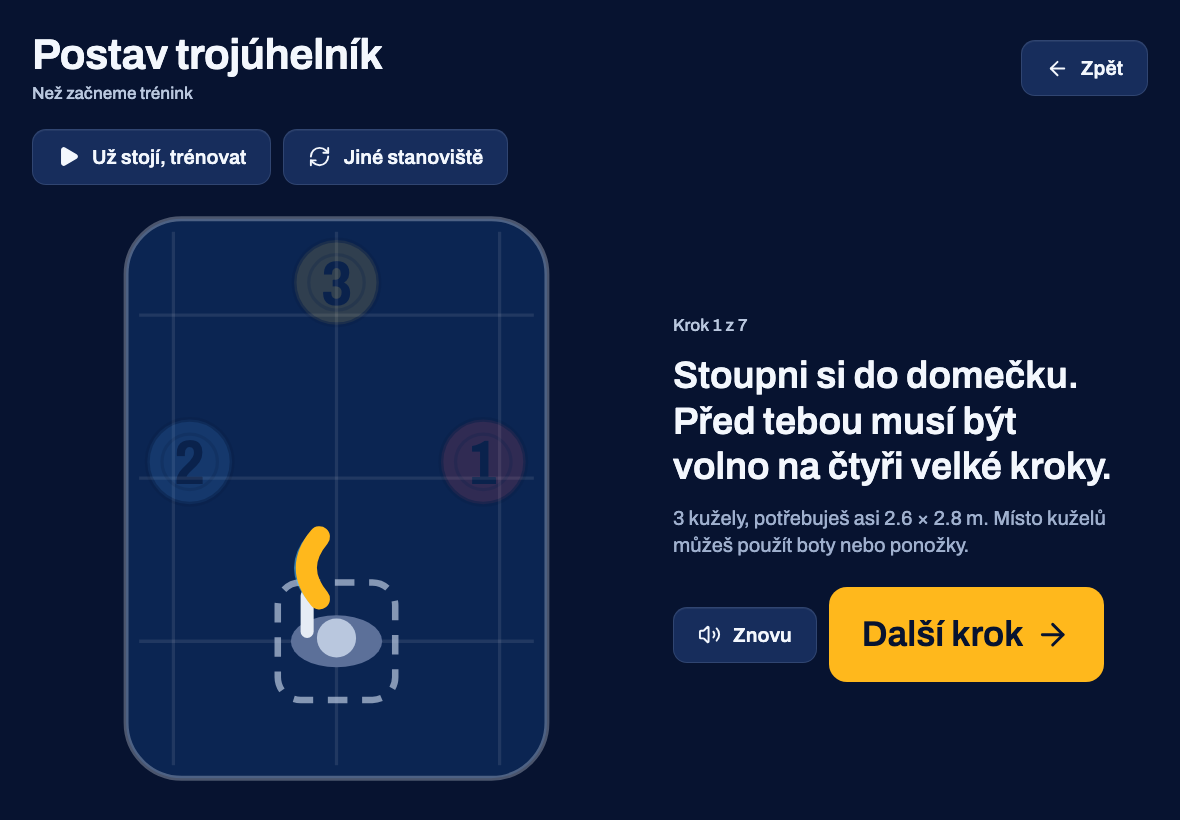 Postav trojúhelník
Než začneme trénink
Zpět
Už stojí, trénovat
Jiné stanoviště
3
2
1
Krok 1 z 7
Stoupni si do domečku.
Před tebou musí být
volno na čtyři velké kroky.
3 kužely, potřebuješ asi 2.6 × 2.8 m. Místo kuželů
můžeš použít boty nebo ponožky.
Znovu
Další krok